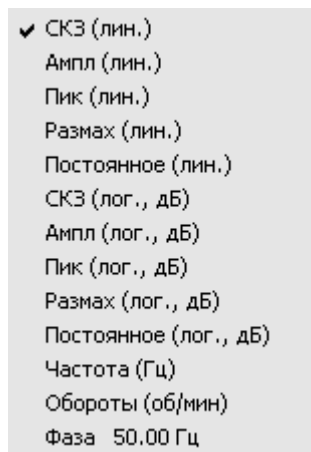 СКЗ (лин.)
Ампл (лин.)
Пик (лин.)
Размах (лин.)
Постоянное (лин.)
СКЗ (лог., дБ)
Ампл (лог., дБ)
Пик (лог., дБ)
Размах (лог., дБ)
Постоянное (лог., дБ)
Частота (Гц)
Обороты (об/мин)
Фаза 50.00 Гц